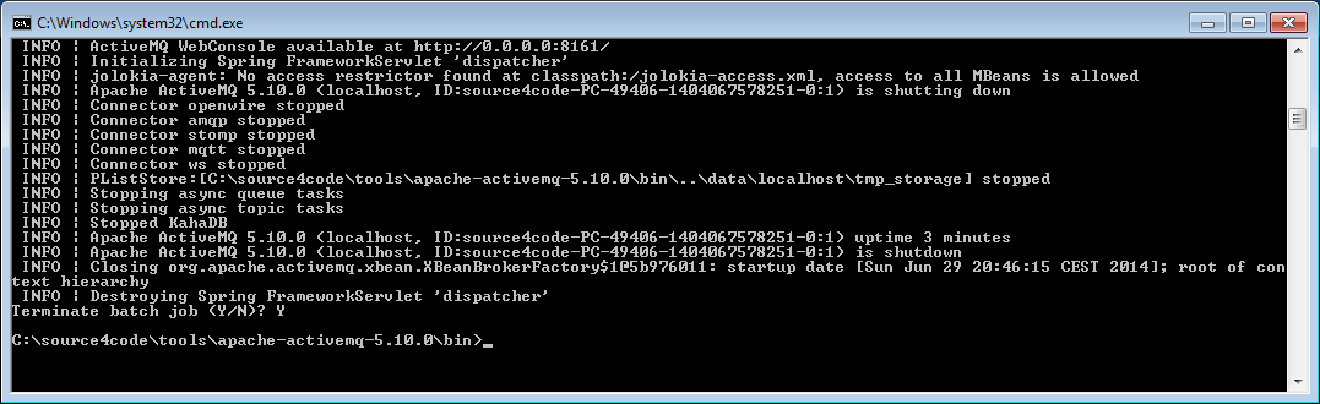 C:\Windows\system32\cmd.exe
INFO | ActiveMQ WebConsole available at http://0.0.0.0:8161/
INFO | Initializing Spring FrameworkServlet 'dispatcher'
INFO | jolokia-agent: No access restrictor found at classpath:/jolokia-access.xml, access to all MBeans is allowed
INFO | Apache ActiveMQ 5.10.0 (localhost, ID:source4code-PC-49406-1404067578251-0:1) is shutting down
INFO | Connector openwire stopped
INFO | Connector amqp stopped
INFO | Connector stomp stopped
INFO | Connector mqtt stopped
INFO | Connector ws stopped
INFO | PListStore:[C:\source4code\tools\apache-activemq-5.10.0\bin\..\data\localhost\tmp_storage] stopped
INFO | Stopping async queue tasks
INFO | Stopping async topic tasks
INFO | Stopped KahaDB
INFO | Apache ActiveMQ 5.10.0 (localhost, ID:source4code-PC-49406-1404067578251-0:1) uptime 3 minutes
INFO | Apache ActiveMQ 5.10.0 (localhost, ID:source4code-PC-49406-1404067578251-0:1) is shutdown
INFO | Closing org.apache.activemq.xbean.XBeanBrokerFactory$1@5b976011: startup date [Sun Jun 29 20:46:15 CEST 2014]; root of con
text hierarchy
INFO | Destroying Spring FrameworkServlet 'dispatcher'
Terminate batch job (Y/N)? Y
C:\source4code\tools\apache-activemq-5.10.0\bin>_